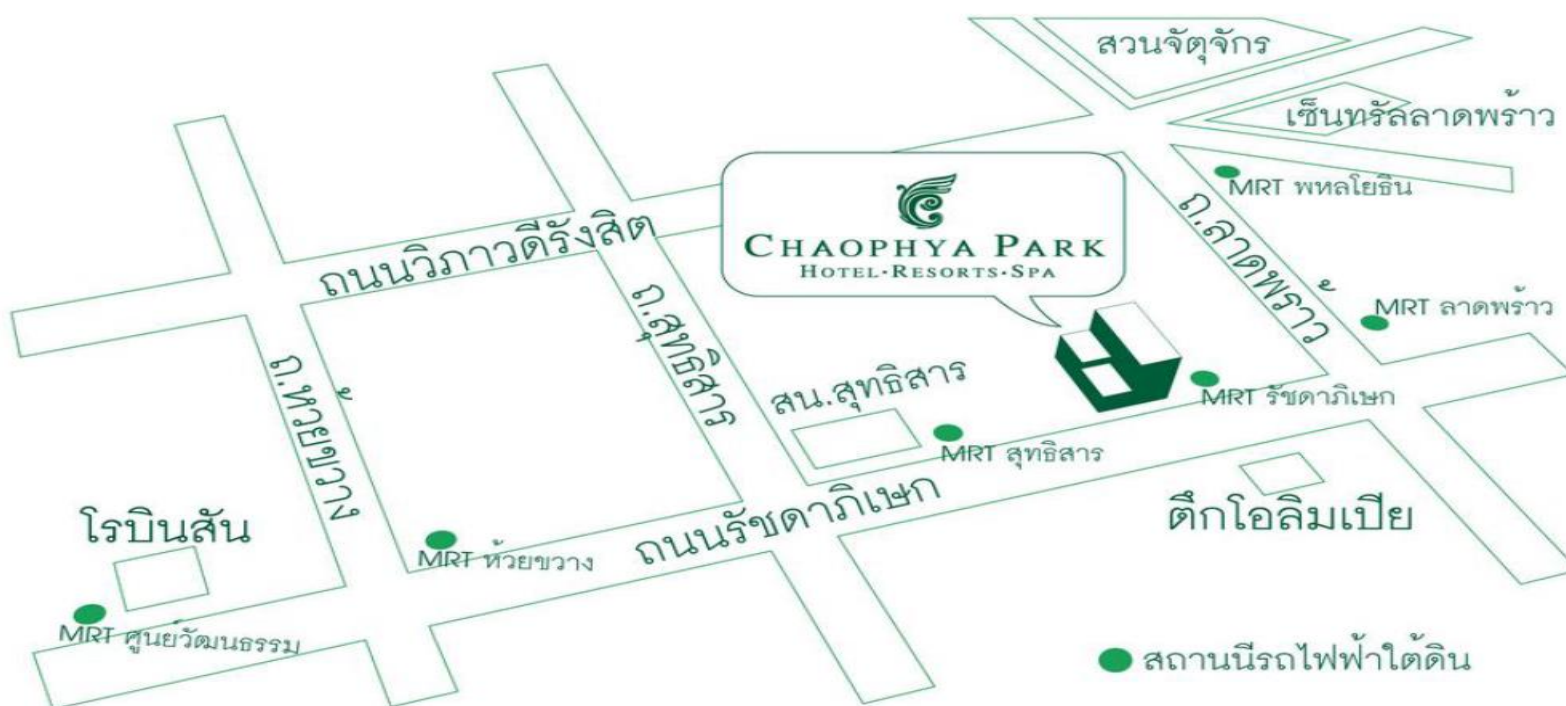 สวนจัตุจักร
เซ็นทรัลลาดพร้าว
MRT พหลโยธิน
CHAOPHYA PARK
HOTEL·RESORTS·SPA
ถ.ลาดพร้าว
ถนนวิภาวดีรังสิต
ถ.สุทธิสาร
MRT ลาดพร้าว
ถ.ห้วยขวาง
สน.สุทธิสาร
MRT รัชดาภิเษก
MRT สุทธิสาร
ถนนรัชดาภิเษก
ตึกโอลิมเปีย
โรบินสัน
MRT ห้วยขวาง
MRT ศูนย์วัฒนธรรม
สถานนีรถไฟฟ้าใต้ดิน